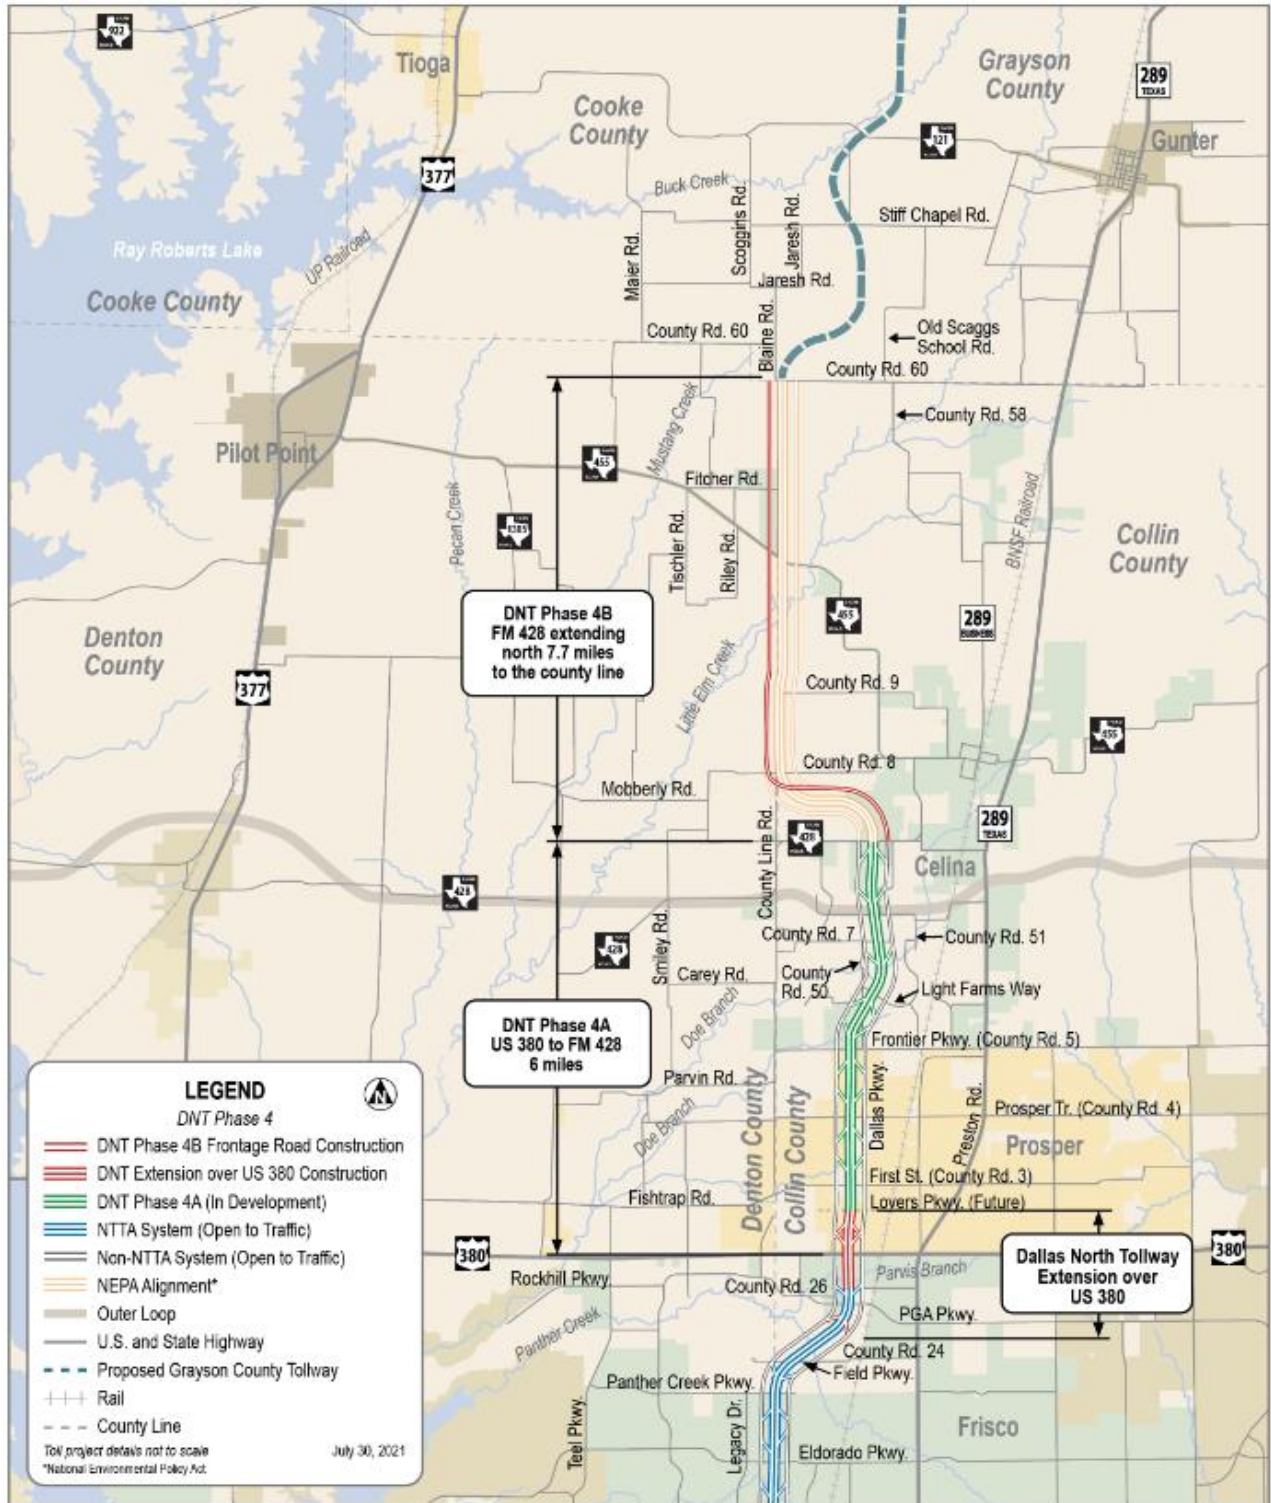 922
Tioga
Grayson
County
289
TEXAS
Cooke
County
121
Gunter
377
Buck Creek
Scoggins Rd.
Jaresh Rd.
Stiff Chapel Rd.
Ray Roberts Lake
UP Railroad
Maier Rd.
Jaresh Rd.
Cooke County
Blaine Rd.
County Rd. 60
Old Scaggs
School Rd.
County Rd. 60
County Rd. 58
Mustang Creek
Pilot Point
455
Fitcher Rd.
Pecan Creek
BNSF Railroad
Collin
County
Tischler Rd.
Riley Rd.
DNT Phase 4B
FM 428 extending
north 7.7 miles
to the county line
455
289
BUSINESS
Denton
County
377
Little Elm Creek
County Rd. 9
455
County Rd. 8
Mobberly Rd.
289
TEXAS
County Line Rd.
428
Celina
428
Smiley Rd.
County Rd. 7
County Rd. 51
428
Carey Rd.
County
Rd. 50
Light Farms Way
Doe Branch
DNT Phase 4A
US 380 to FM 428
6 miles
Frontier Pkwy. (County Rd. 5)
Parvin Rd.
Denton County
Collin County
Dallas Pkwy.
Preston Rd.
Doe Branch
Prosper Tr. (County Rd. 4)
Prosper
First St. (County Rd. 3)
Fishtrap Rd.
Lovers Pkwy. (Future)
380
380
Dallas North Tollway
Extension over
US 380
Rockhill Pkwy.
Parvis Branch
County Rd. 26
PGA Pkwy.
Panther Creek
County Rd. 24
Field Pkwy.
Panther Creek Pkwy.
Teel Pkwy.
Legacy Dr.
Frisco
Eldorado Pkwy.
LEGEND
N
DNT Phase 4
DNT Phase 4B Frontage Road Construction
DNT Extension over US 380 Construction
DNT Phase 4A (In Development)
NTTA System (Open to Traffic)
Non-NTTA System (Open to Traffic)
NEPA Alignment*
Outer Loop
U.S. and State Highway
Proposed Grayson County Tollway
Rail
County Line
Toll project details not to scale
July 30, 2021
*National Environmental Policy Act